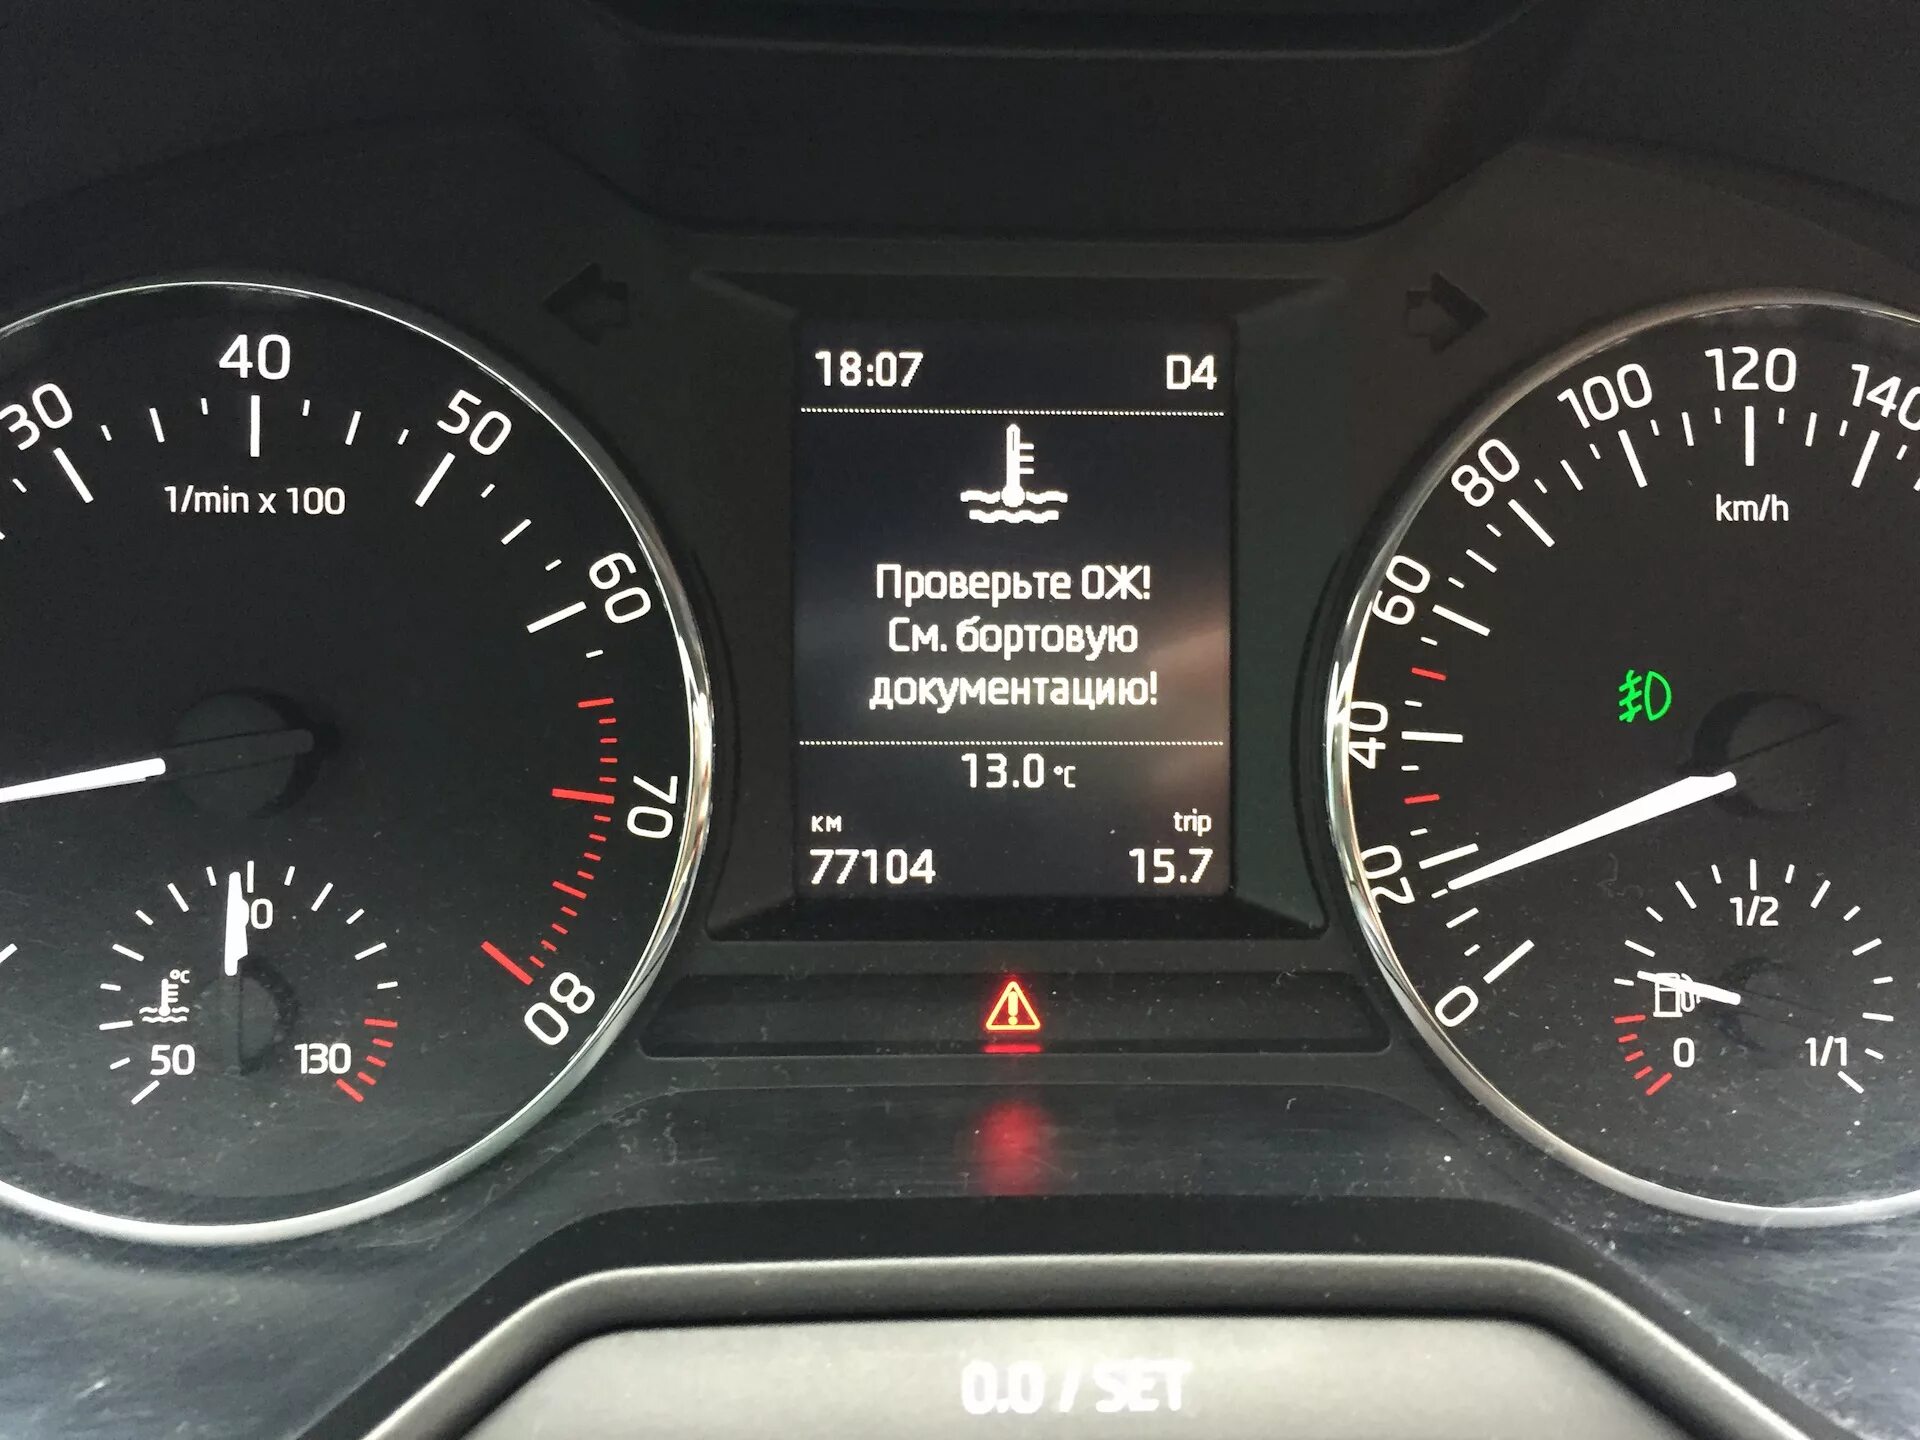 30
40
50
60
70
80
1/min x 100
90
°C
50
130
18:07
D4
Проверьте ОЖ!
См. бортовую
документацию!
13.0 °C
км
trip
77104
15.7
0
20
40
60
80
100
120
140
km/h
1/2
0
1/1
0.0 / SET